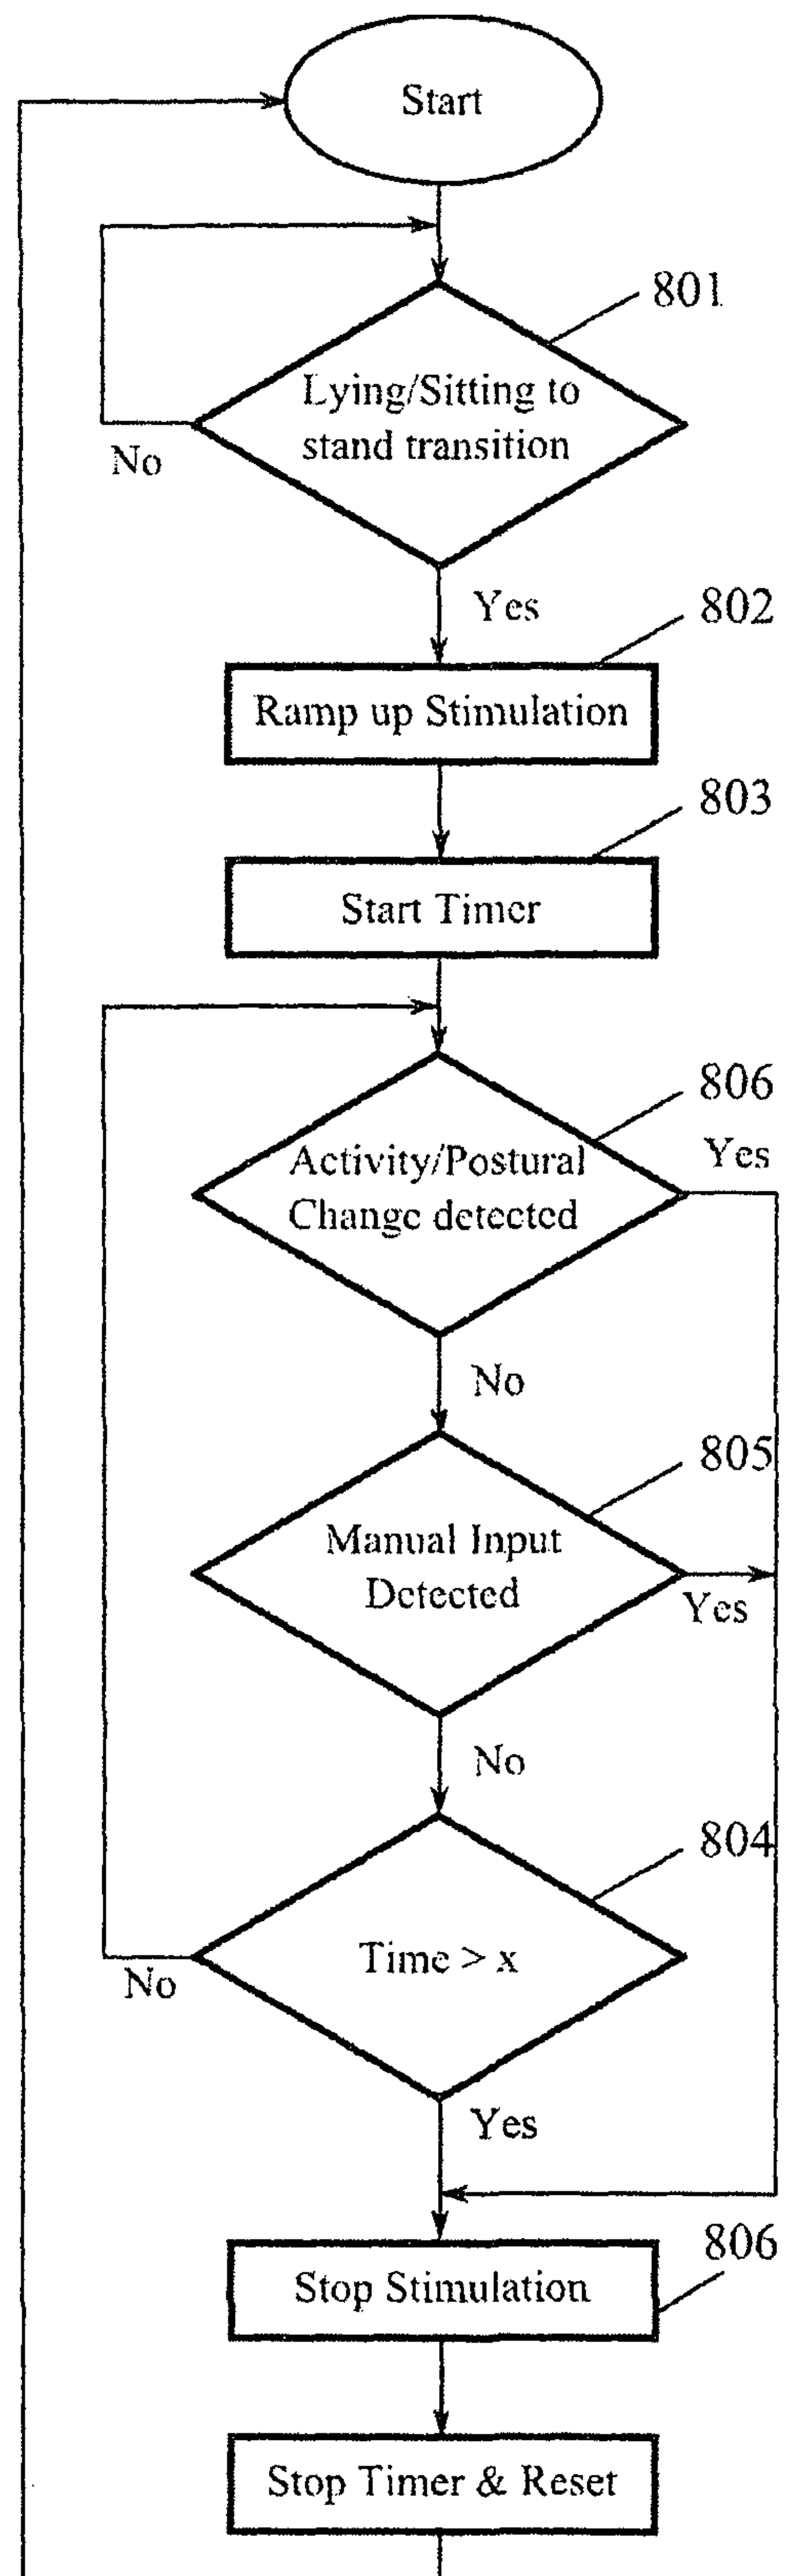 Start
801
Lying/Sitting to
stand transition
No
Yes
802
Ramp up Stimulation
803
Start Timer
806
Yes
Activity/Postural
Change detected
No
805
Manual Input
Detected
Yes
No
804
Time > x
No
Yes
806
Stop Stimulation
Stop Timer & Reset